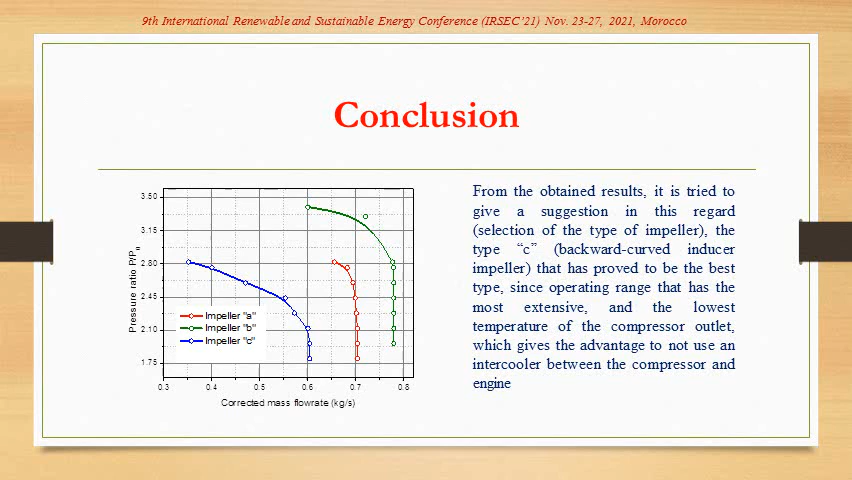 9th International Renewable and Sustainable Energy Conference (IRSEC'21) Nov. 23-27, 2021, Morocco
Conclusion
3.50
3.15
2.80
2.45
2.10
1.75
Pressure ratio P/P0
Impeller "a"
Impeller "b"
Impeller "c"
0.3 0.4 0.5 0.6 0.7 0.8
Corrected mass flowrate (kg/s)
From the obtained results, it is tried to
give a suggestion in this regard
(selection of the type of impeller), the
type “c” (backward-curved inducer
impeller) that has proved to be the best
type, since operating range that has the
most extensive, and the lowest
temperature of the compressor outlet,
which gives the advantage to not use an
intercooler between the compressor and
engine